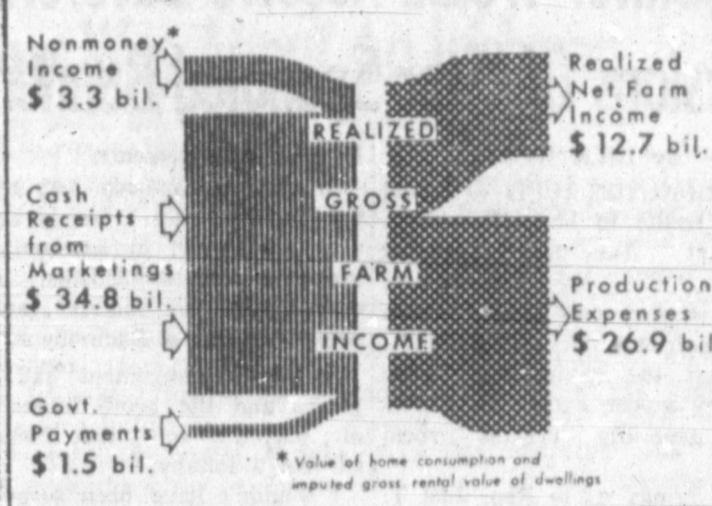 Nonmoney*
Income
$ 3.3 bil.
Cash
Receipts
from
Marketings
$ 34.8 bil.
Govt.
Payments
$ 1.5 bil.
REALIZED
GROSS
FARM
INCOME
Realized
Net Farm
Income
$ 12.7 bil.
Production
Expenses
$ 26.9 bil
* Value of home consumption and
imputed gross rental value of dwellings